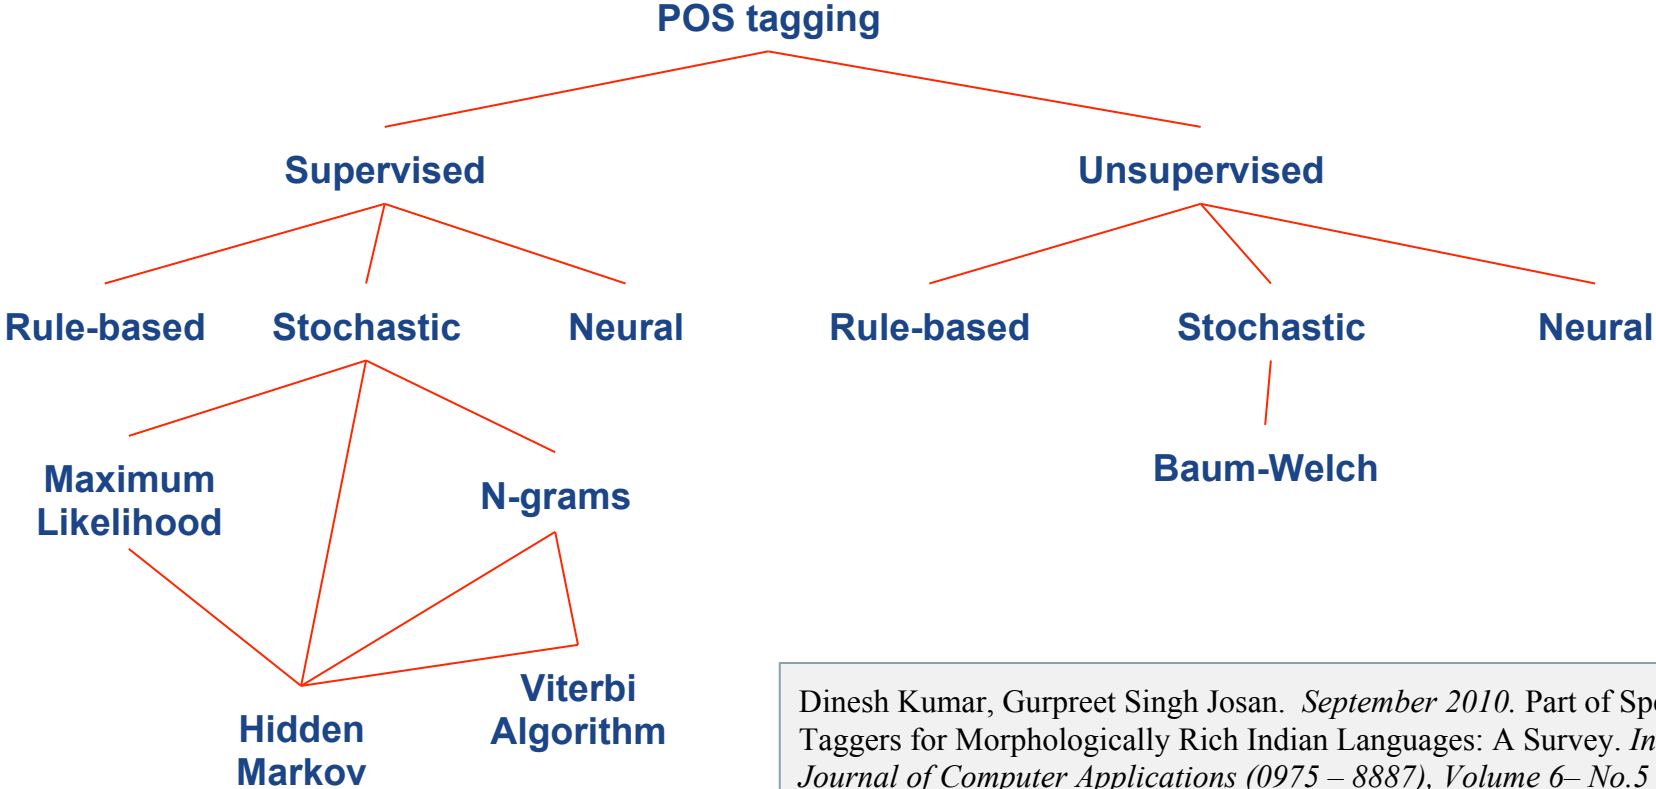 POS tagging
Supervised
Unsupervised
Rule-based
Stochastic
Neural
Rule-based
Stochastic
Neural
Maximum
Likelihood
N-grams
Baum-Welch
Viterbi
Algorithm
Hidden
Markov
Dinesh Kumar, Gurpreet Singh Josan. September 2010. Part of
Taggers for Morphologically Rich Indian Languages: A Survey.
Journal of Computer Applications (0975 – 8887), Volume 6– No.5